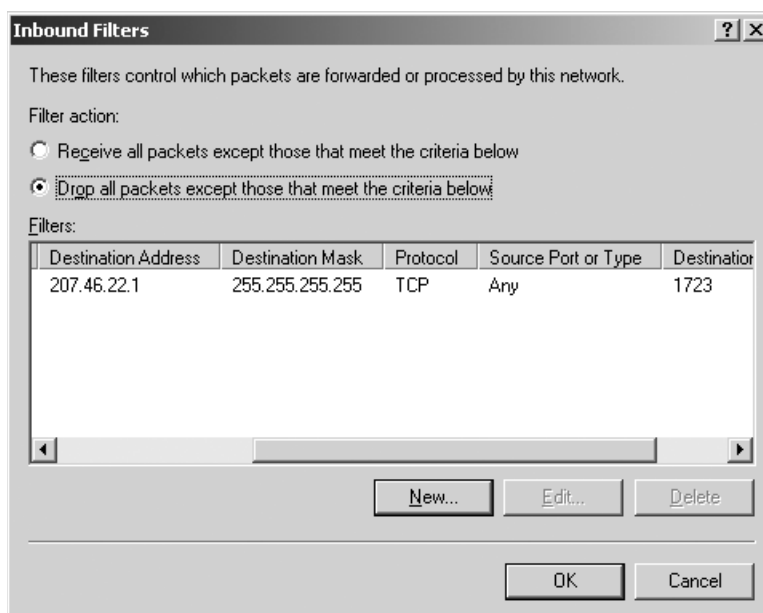 Inbound Filters
These filters control which packets are forwarded or processed by this network.
Filter action:
Receive all packets except those that meet the criteria below
Drop all packets except those that meet the criteria below
Filters:
Destination Address Destination Mask Protocol Source Port or Type Destination
207.46.22.1 255.255.255.255 TCP Any 1723
New... Edit... Delete
OK Cancel